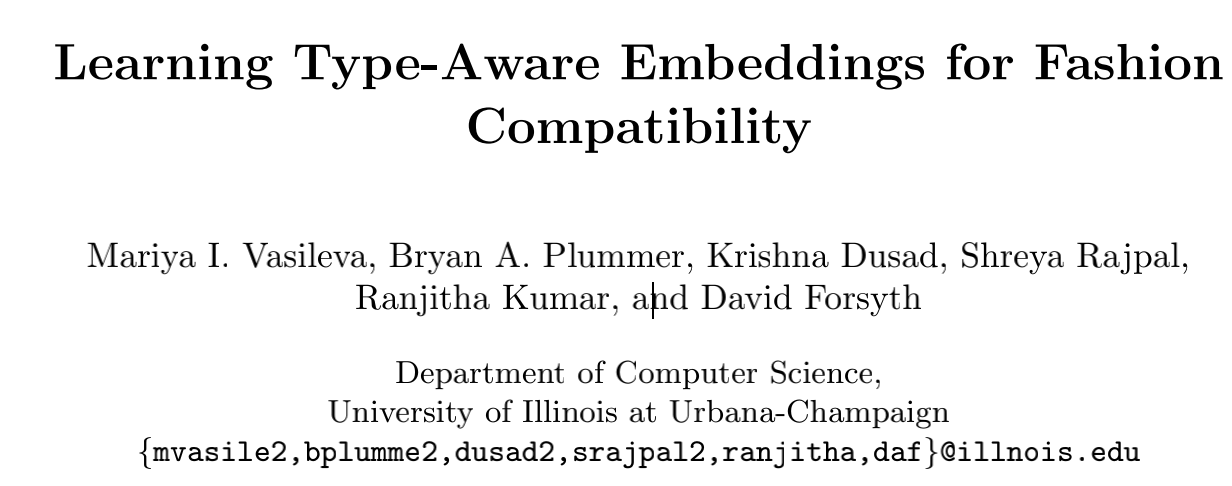 Learning Type-Aware Embeddings for Fashion
Compatibility
Mariya I. Vasileva, Bryan A. Plummer, Krishna Dusad, Shreya Rajpal,
Ranjitha Kumar, and David Forsyth
Department of Computer Science,
University of Illinois at Urbana-Champaign
{mvasile2,bplumme2,dusad2,srajpal2,ranjitha,daf}@illnois.edu